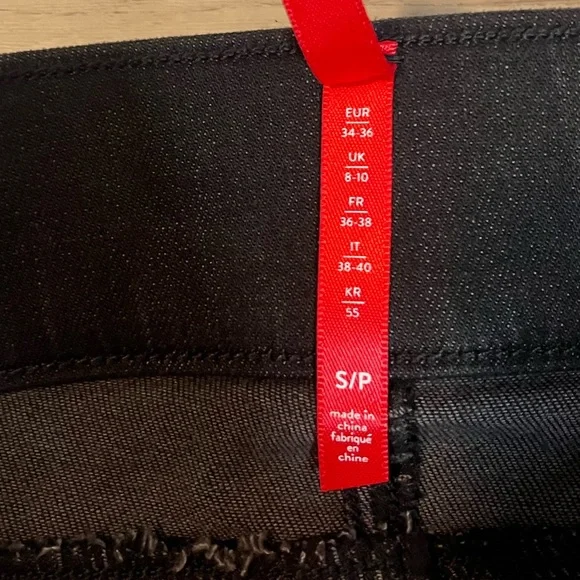 EUR
34-36
UK
8-10
FR
36-38
IT
38-40
KR
55
S/P
made in
china
fabriqué
en
chine